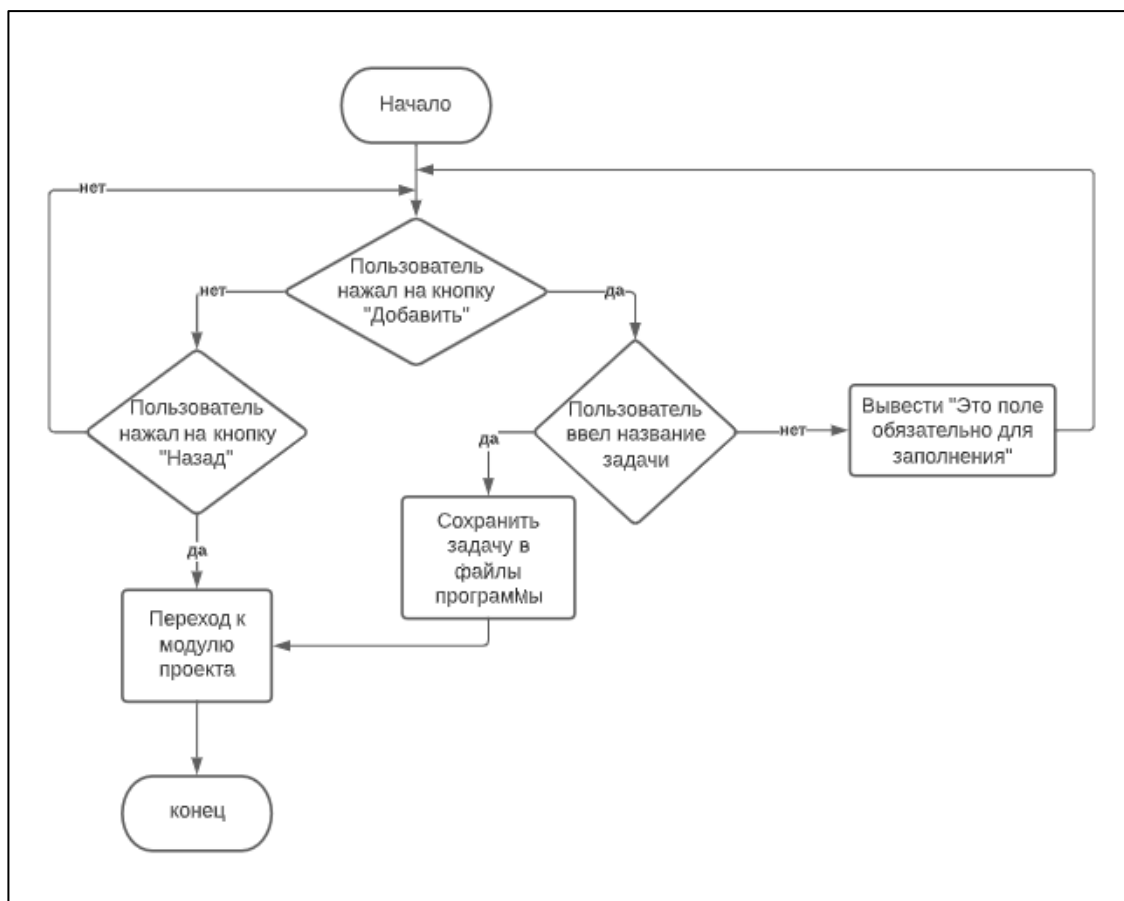 Начало
нет
Пользователь
нажал на кнопку
"Добавить"
нет
да
Пользователь
нажал на кнопку
"Назад"
Пользователь
ввел название
задачи
нет
Вывести "Это поле
обязательно для
заполнения"
да
Сохранить
задачу в
файлы
программы
да
Переход к
модулю
проекта
конец